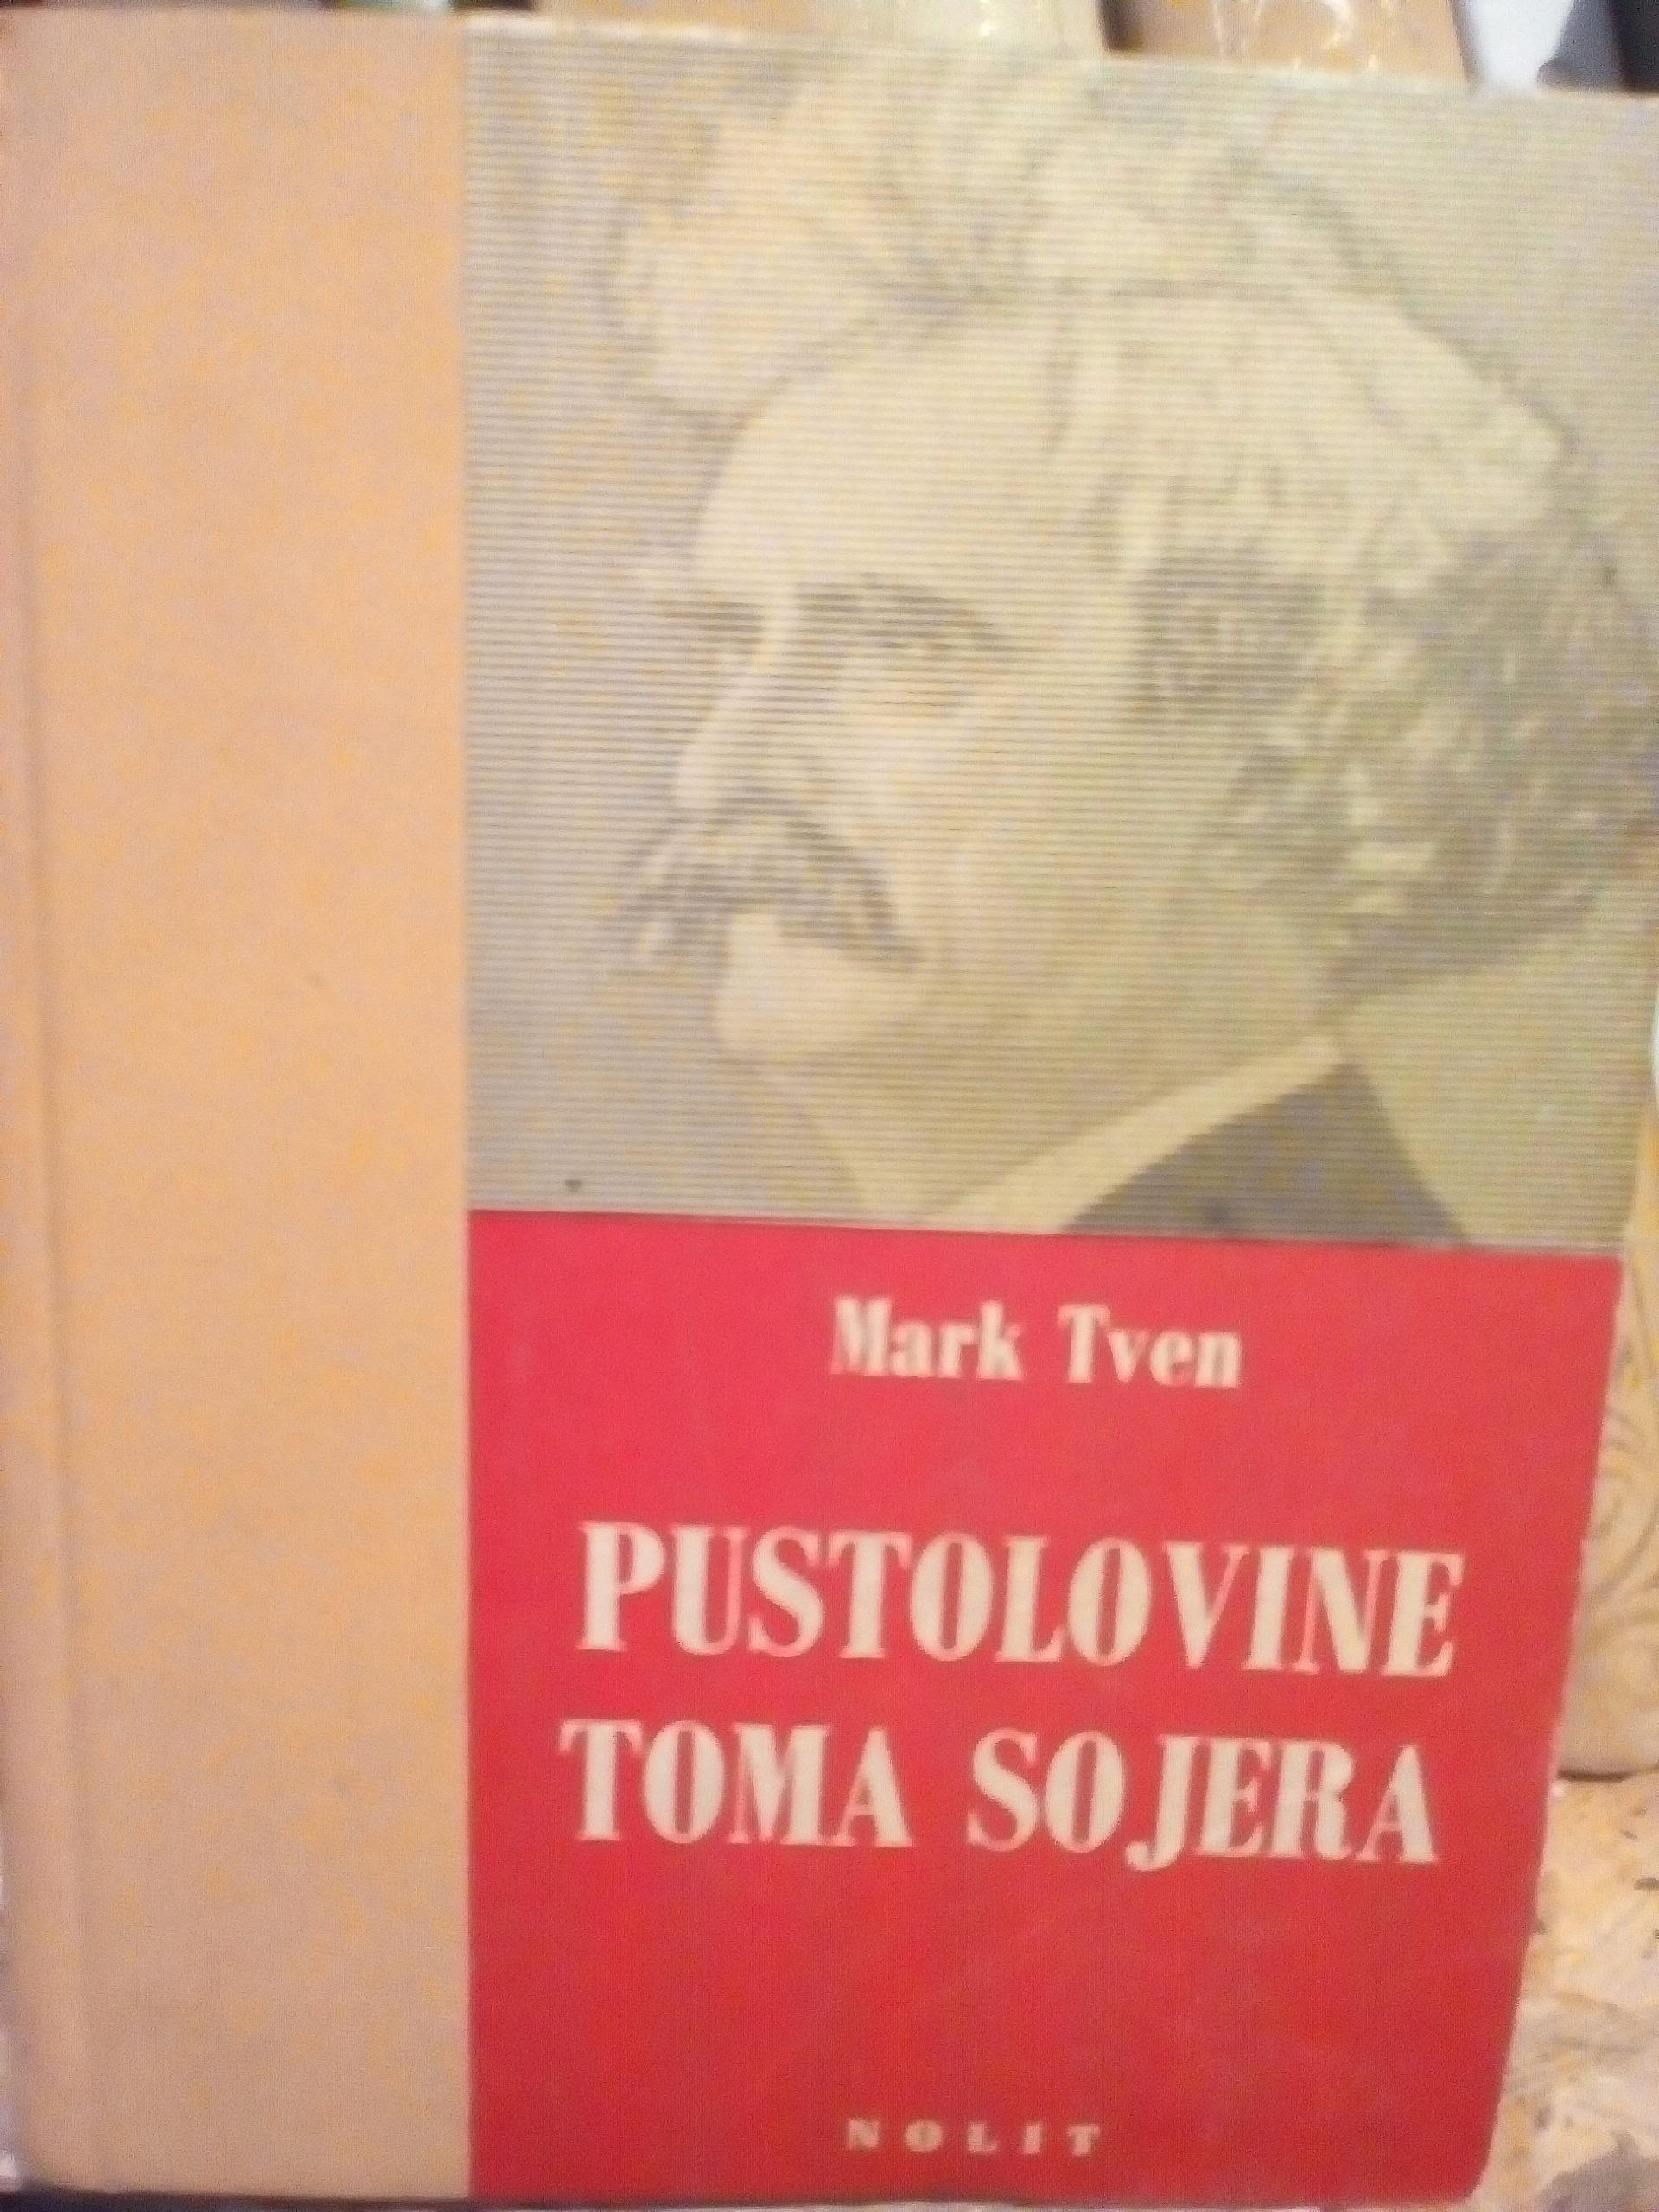 Mark Tven
PUSTOLOVINE
TOMA SOJERA
NOLIT